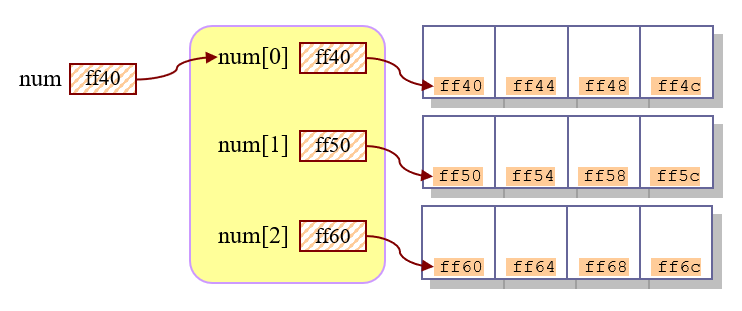 num[0] ff40
num ff40
ff40 ff44 ff48 ff4c
num[1] ff50
ff50 ff54 ff58 ff5c
num[2] ff60
ff60 ff64 ff68 ff6c